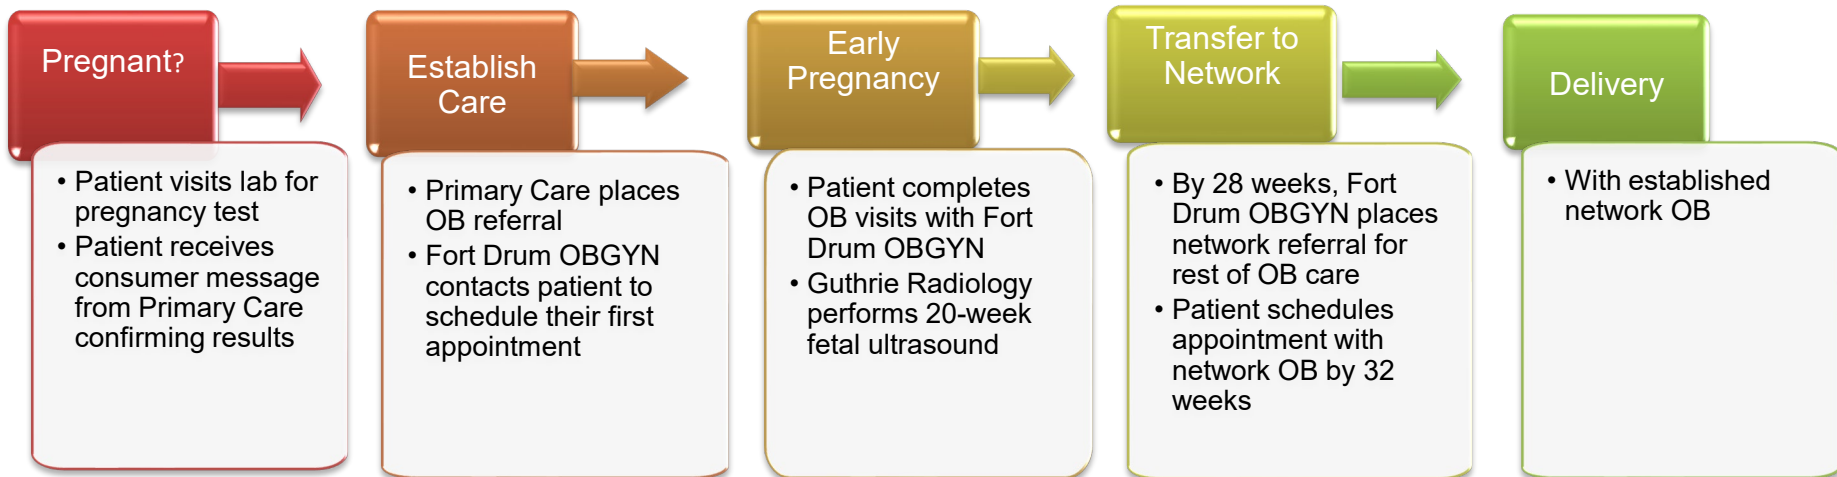 Pregnant?
• Patient visits lab for
pregnancy test
• Patient receives
consumer message
from Primary Care
confirming results
Establish
Care
• Primary Care places
OB referral
• Fort Drum OBGYN
contacts patient to
schedule their first
appointment
Early
Pregnancy
• Patient completes
OB visits with Fort
Drum OBGYN
• Guthrie Radiology
performs 20-week
fetal ultrasound
Transfer to
Network
• By 28 weeks, Fort
Drum OBGYN places
network referral for
rest of OB care
• Patient schedules
appointment with
network OB by 32
weeks
Delivery
• With established
network OB